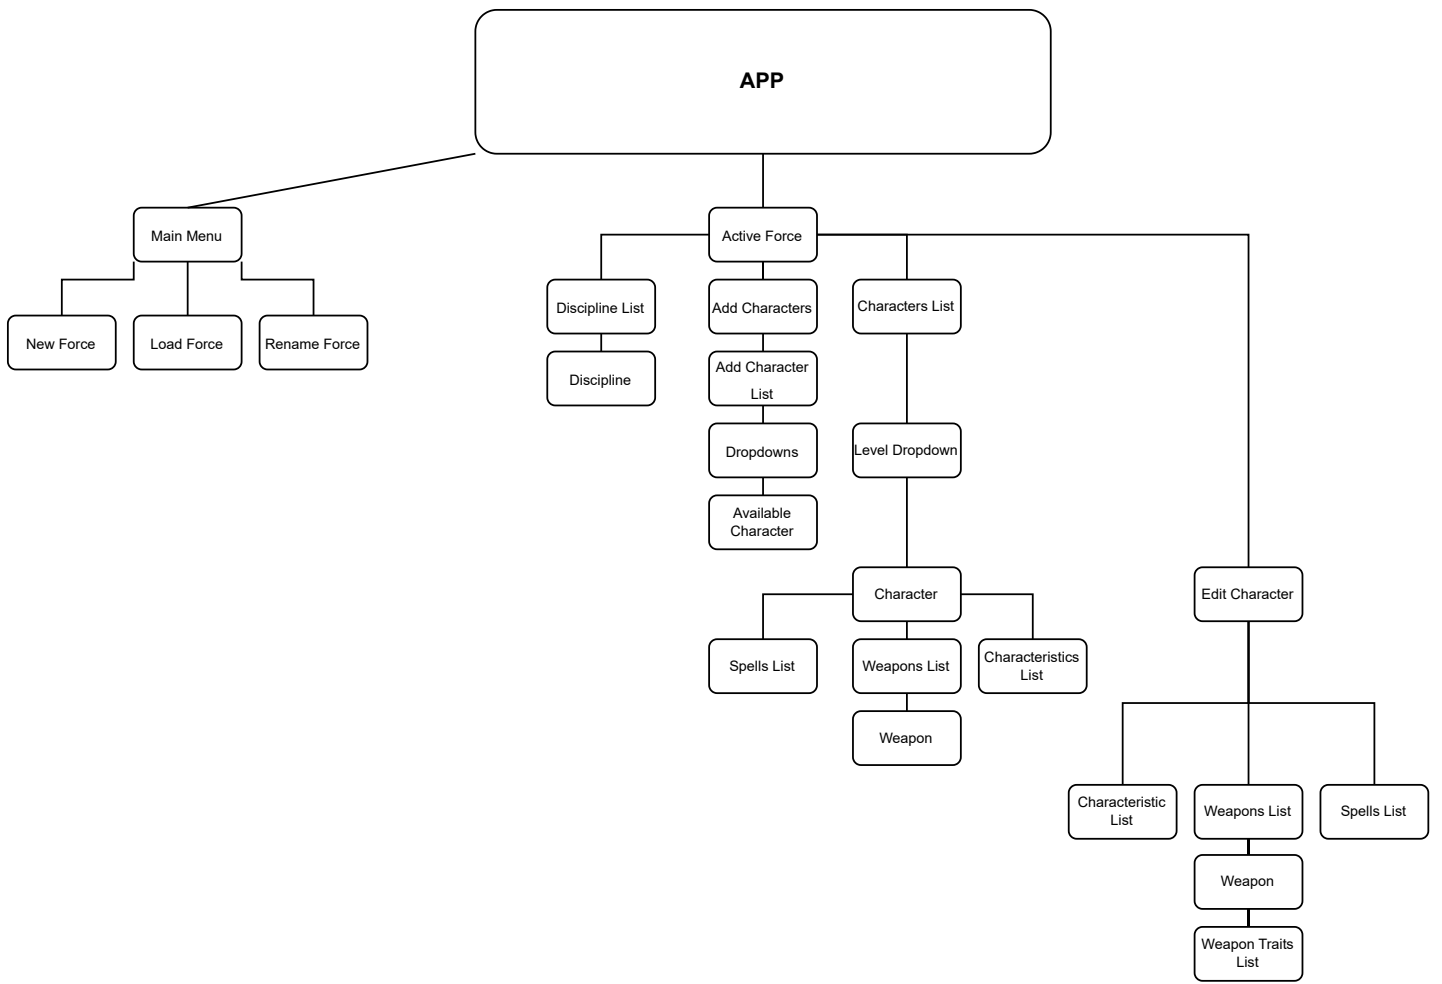 APP
Main Menu
Active Force
New Force
Load Force
Rename Force
Discipline List
Add Characters
Characters List
Discipline
Add Character
List
Dropdowns
Level Dropdown
Available
Character
Character
Edit Character
Spells List
Weapons List
Characteristics
List
Weapon
Characteristic
List
Weapons List
Spells List
Weapon
Weapon Traits
List